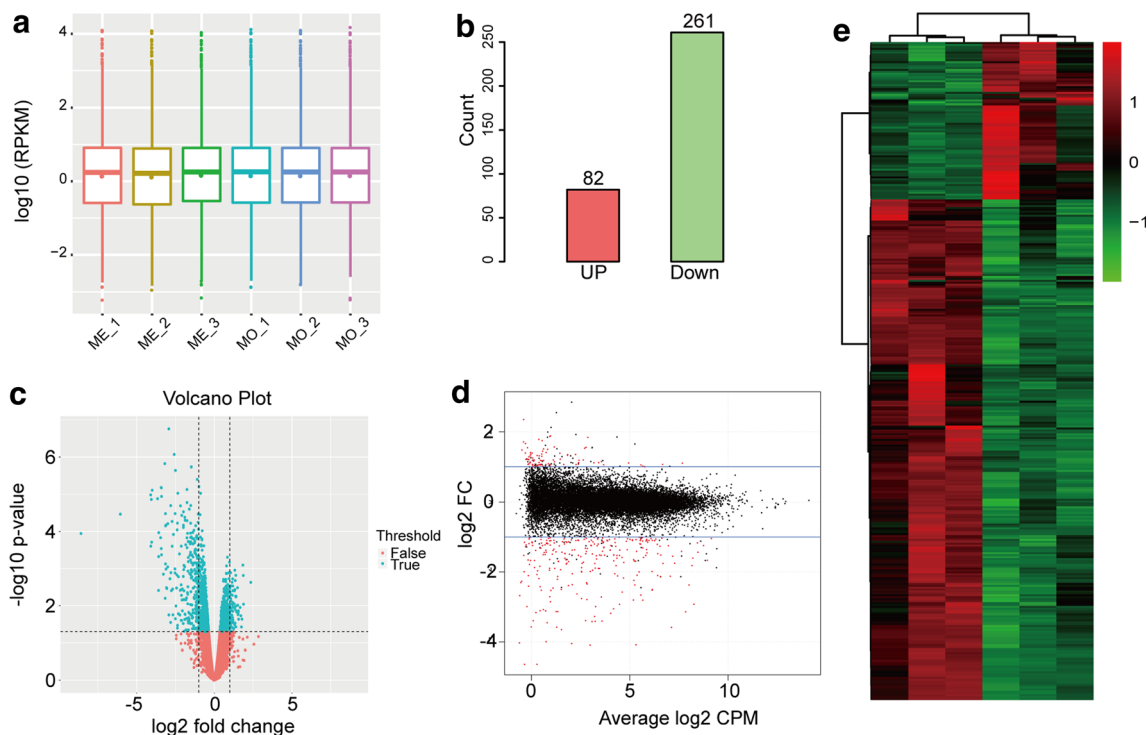 a
log10 (RPKM)
4
2
0
−2
ME_1
ME_2
ME_3
MO_1
MO_2
MO_3
b
Count
250
200
150
100
50
0
82
261
UP
Down
c
Volcano Plot
-log10 p-value
6
4
2
0
-5
0
5
log2 fold change
Threshold
False
True
d
log2 FC
2
0
-2
-4
0
5
10
Average log2 CPM
e
1
0
−1